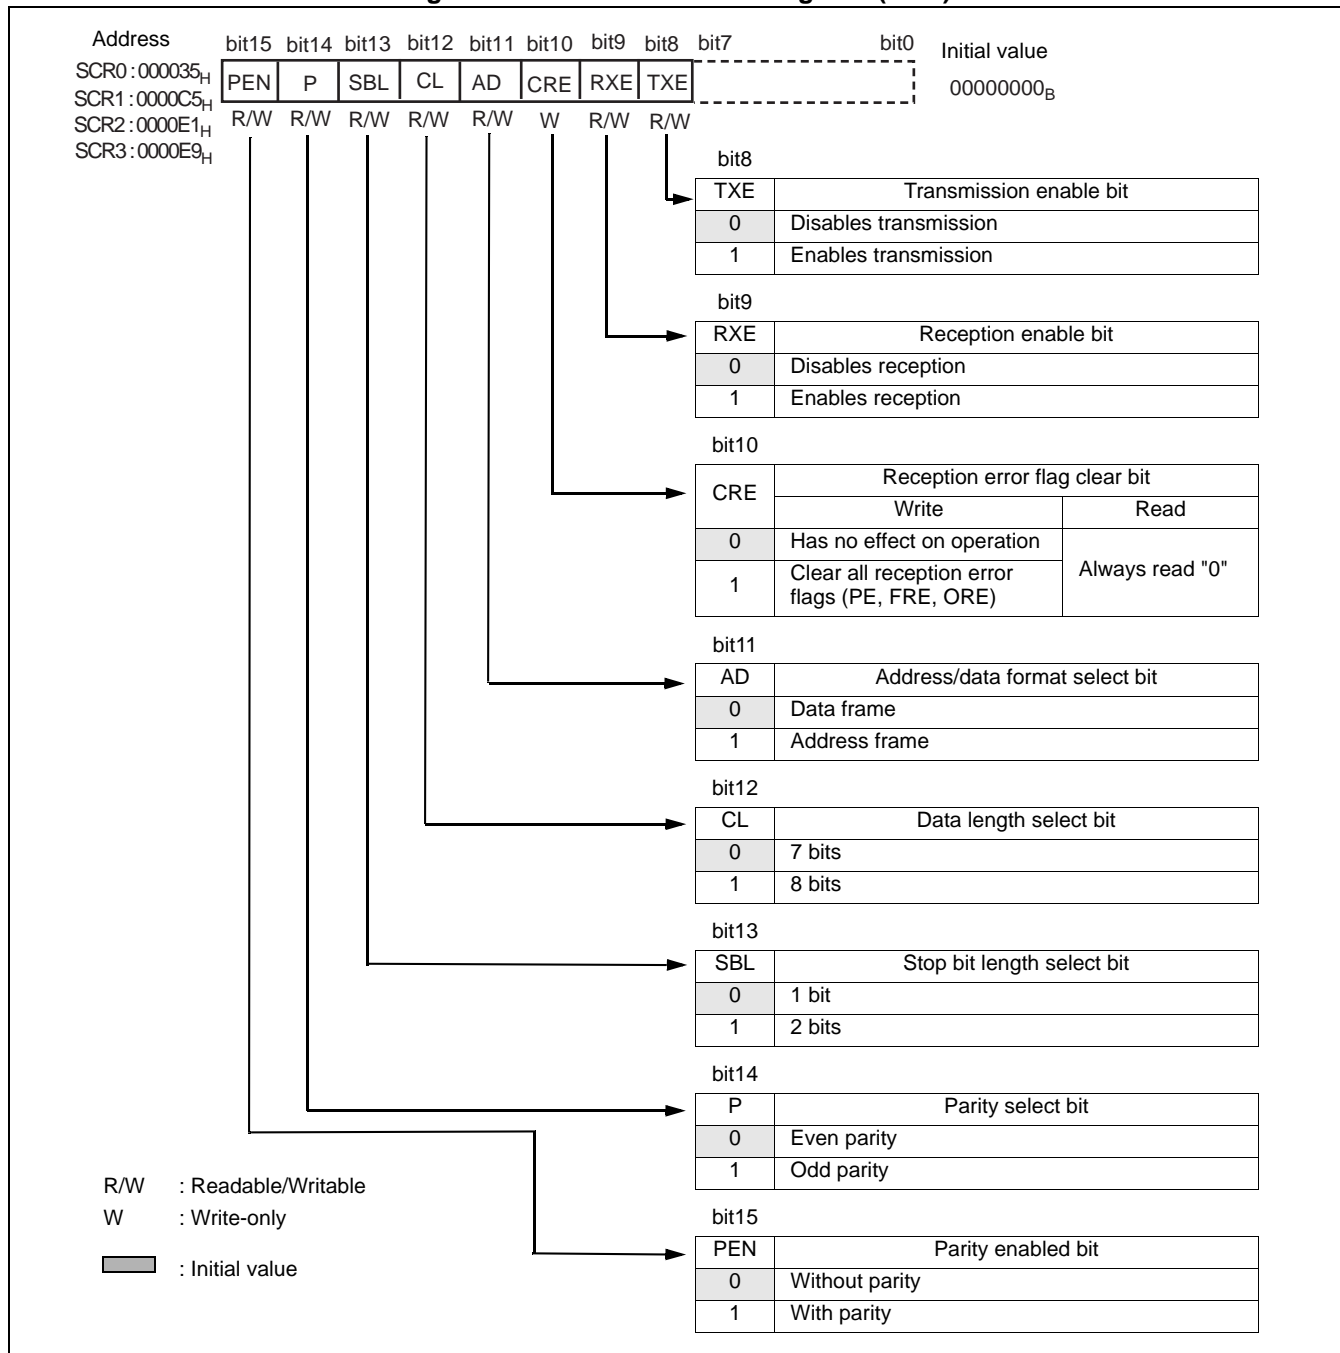 Address bit15 bit14 bit13 bit12 bit11 bit10 bit9 bit8 bit7 bit0 Initial value
SCR0 : 000035H PEN P SBL CL AD CRE RXE TXE 00000000B
SCR1 : 0000C5H
SCR2 : 0000E1H R/W R/W R/W R/W R/W W R/W R/W
SCR3 : 0000E9H
bit8
TXE Transmission enable bit
0 Disables transmission
1 Enables transmission
bit9
RXE Reception enable bit
0 Disables reception
1 Enables reception
bit10
CRE Reception error flag clear bit
Write Read
0 Has no effect on operation Always read "0"
1 Clear all reception error
flags (PE, FRE, ORE)
bit11
AD Address/data format select bit
0 Data frame
1 Address frame
bit12
CL Data length select bit
0 7 bits
1 8 bits
bit13
SBL Stop bit length select bit
0 1 bit
1 2 bits
bit14
P Parity select bit
0 Even parity
1 Odd parity
bit15
PEN Parity enabled bit
0 Without parity
1 With parity
R/W : Readable/Writable
W : Write-only
: Initial value